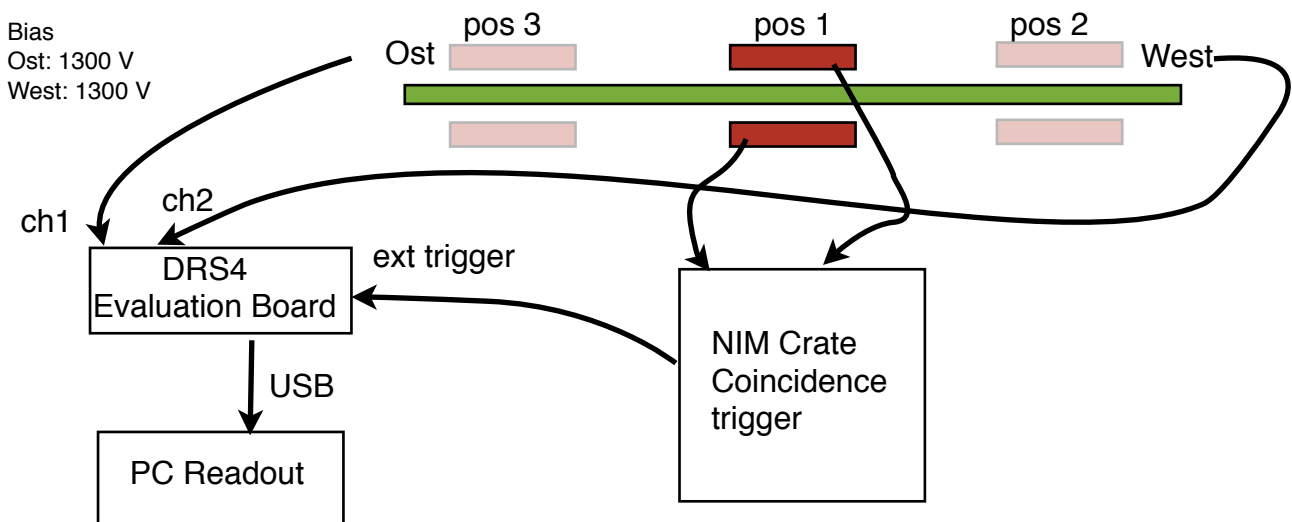 Bias
Ost: 1300 V
West: 1300 V
pos 3
pos 1
pos 2
Ost
West
ch1
ch2
DRS4
Evaluation Board
ext trigger
NIM Crate
Coincidence
trigger
USB
PC Readout